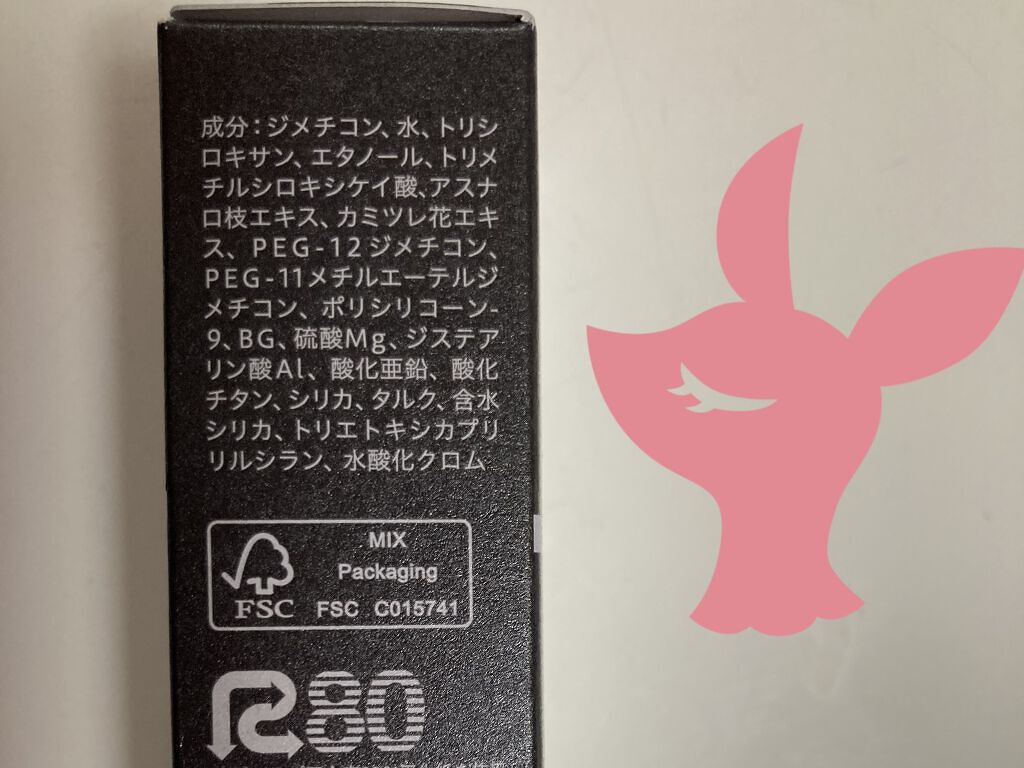 成分：ジメチコン、水、トリシ
ロキサン、エタノール、トリメ
チルシロキシケイ酸、アスナ
ロ枝エキス、カミツレ花エキ
ス、PEG-12ジメチコン、
PEG-11メチルエーテルジ
メチコン、ポリシリコーン-
9、BG、硫酸Mg、ジステア
リン酸Al、酸化亜鉛、酸化
チタン、シリカ、タルク、含水
シリカ、トリエトキシカプリ
リルシラン、水酸化クロム
MIX
Packaging
FSC
FSC C015741
R80